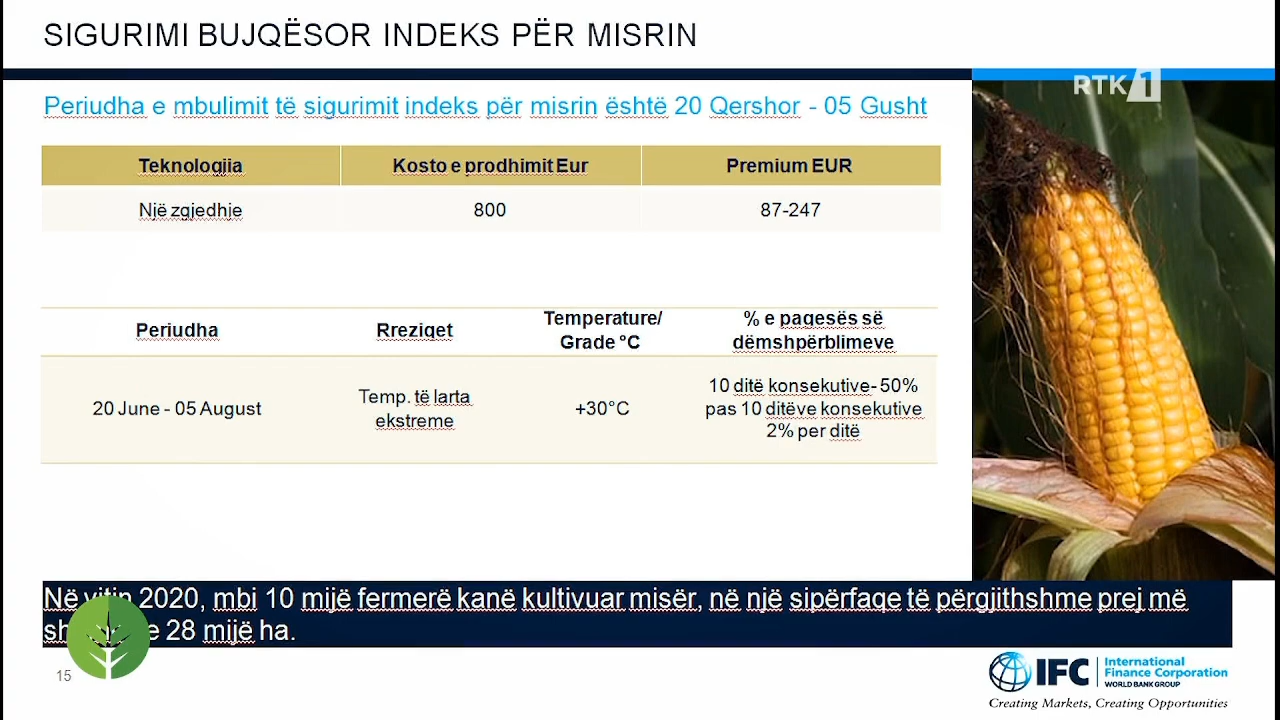 SIGURIMI BUJQËSOR INDEKS PËR MISRIN
RTK1
Periudha e mbulimit të sigurimit indeks për misrin është 20 Qershor - 05 Gusht
Teknologjia Kosto e prodhimit Eur Premium EUR
Një zgjedhje 800 87-247
Periudha Rreziqet Temperature/ Grade °C % e pagesës së dëmshpërblimeve
20 June - 05 August Temp. të larta ekstreme +30°C 10 ditë konsekutive- 50% pas 10 ditëve konsekutive 2% per ditë
Në vitin 2020, mbi 10 mijë fermerë kanë kultivuar misër, në një sipërfaqe të përgjithshme prej më
28 mijë ha.
15
IFC International
Finance Corporation
WORLD BANK GROUP
Creating Markets, Creating Opportunities